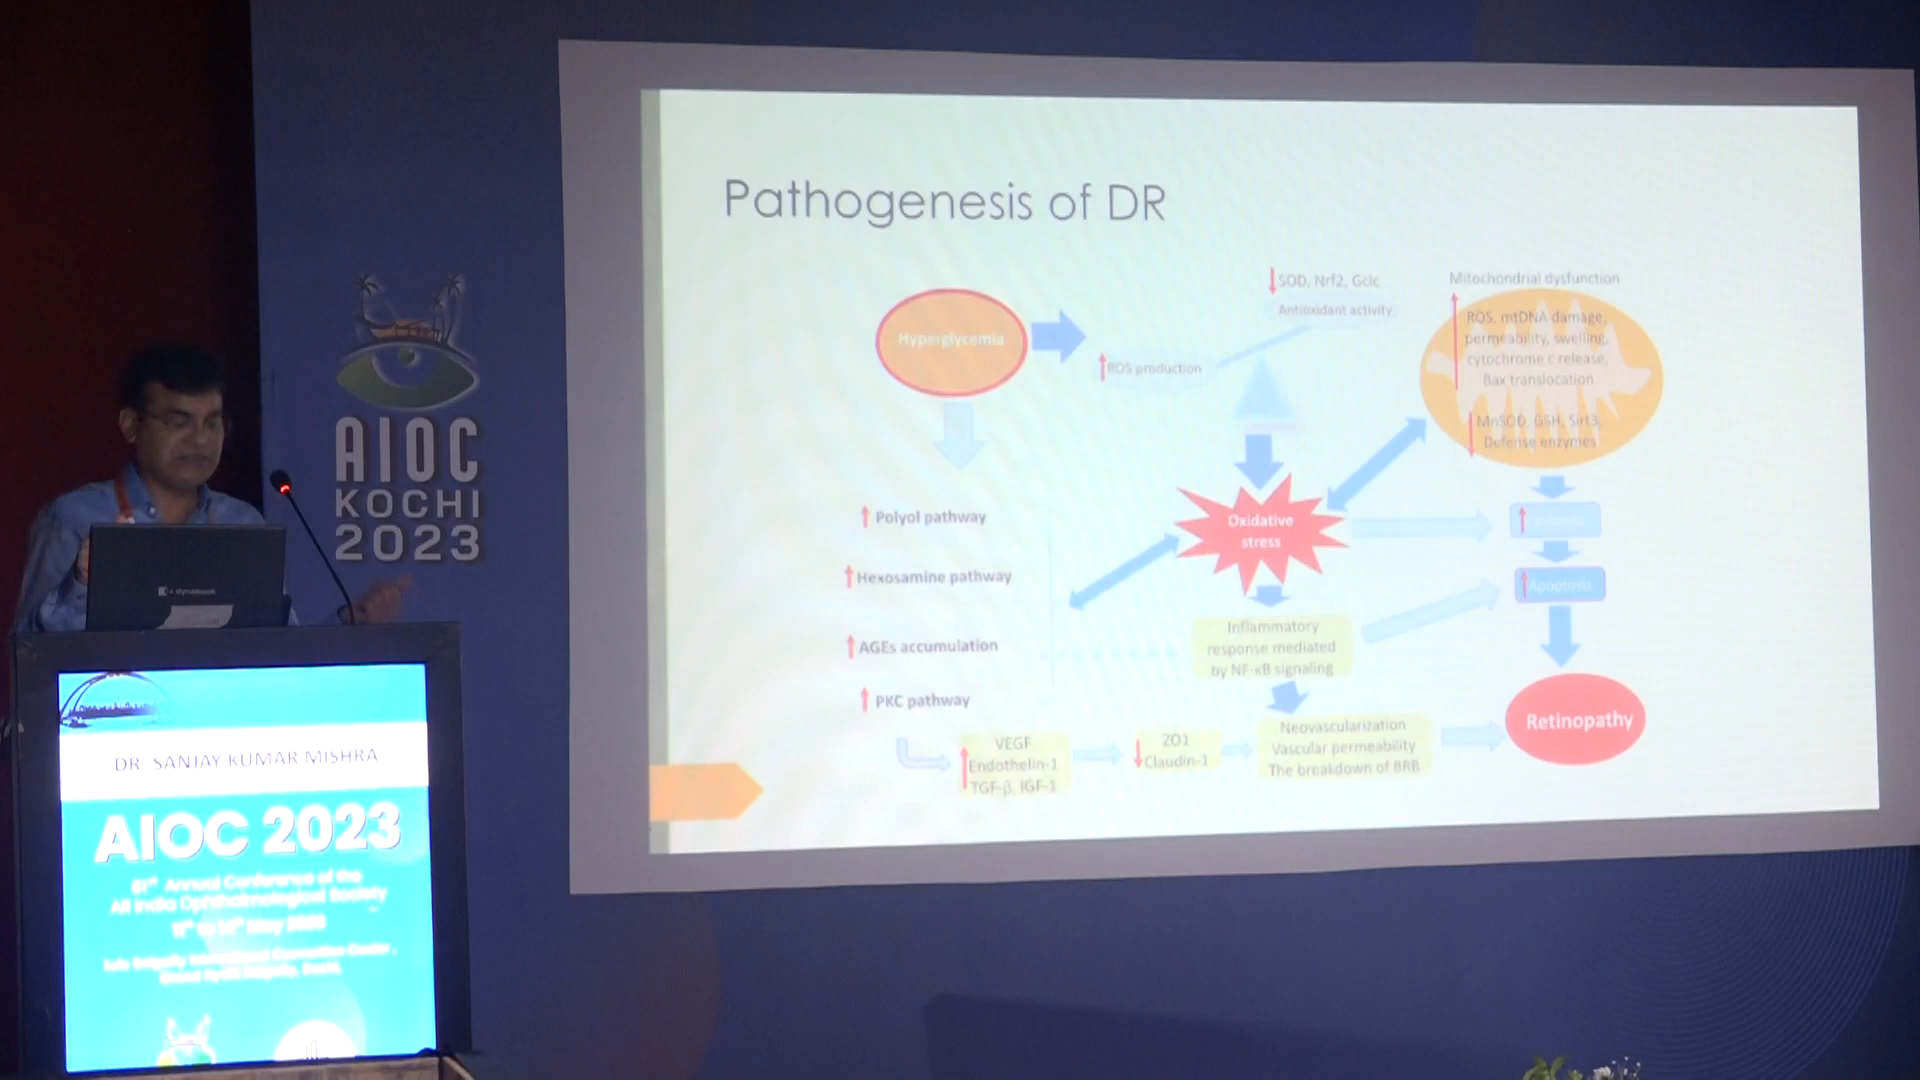 Pathogenesis of DR
Hyperglycemia
ROS production
SOD, Nrf2, Gclc
Antioxidant activity
Mitochondrial dysfunction
ROS, mtDNA damage,
permeability, swelling,
cytochrome c release,
Bax translocation
MnSOD, GSH, Sirt3
Defense enzymes
Polyol pathway
Hexosamine pathway
AGEs accumulation
PKC pathway
Oxidative
stress
Apoptosis
Inflammatory
response mediated
by NF-κB signaling
VEGF
Endothelin-1
TGF-β, IGF-1
ZO1
Claudin-1
Neovascularization
Vascular permeability
The breakdown of BRB
Retinopathy
AIOC
KOCHI
2023
dynabook
DR SANJAY KUMAR MISHRA
AIOC 2023
81st Annual Conference of the
All India Ophthalmological Society
May 2023